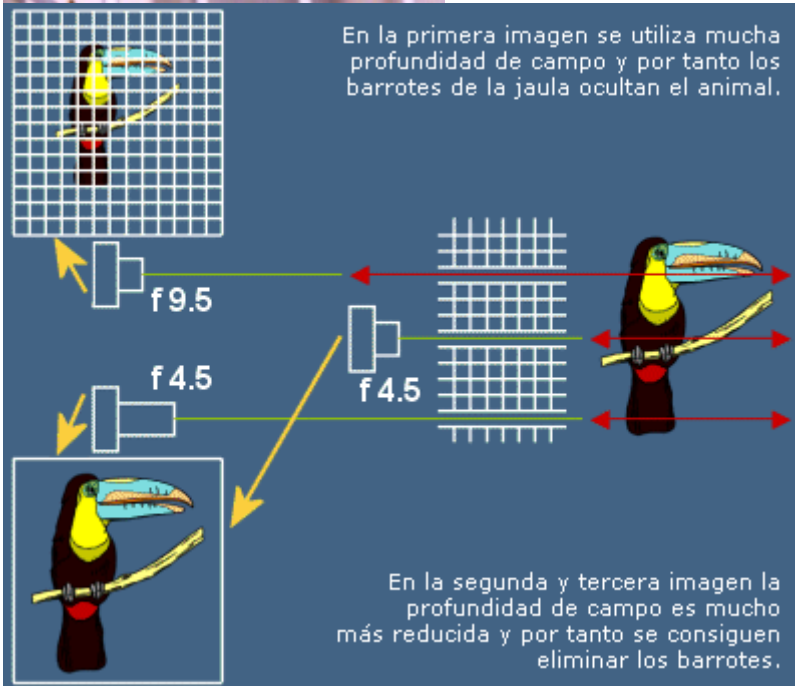 En la primera imagen se utiliza mucha
profundidad de campo y por tanto los
barrotes de la jaula ocultan el animal.
f 9.5
f 4.5
f 4.5
En la segunda y tercera imagen la
profundidad de campo es mucho
más reducida y por tanto se consiguen
eliminar los barrotes.